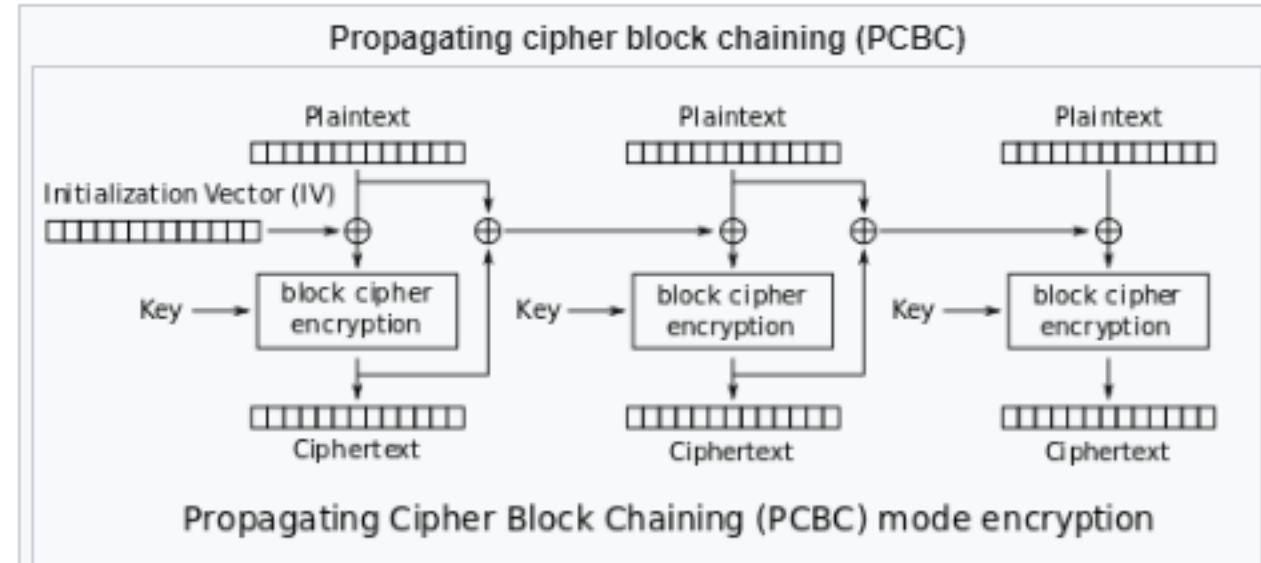 Propagating cipher block chaining (PCBC)
Plaintext
Plaintext
Plaintext
Initialization Vector (IV)
Key
block cipher
encryption
Key
block cipher
encryption
Key
block cipher
encryption
Ciphertext
Ciphertext
Ciphertext
Propagating Cipher Block Chaining (PCBC) mode encryption